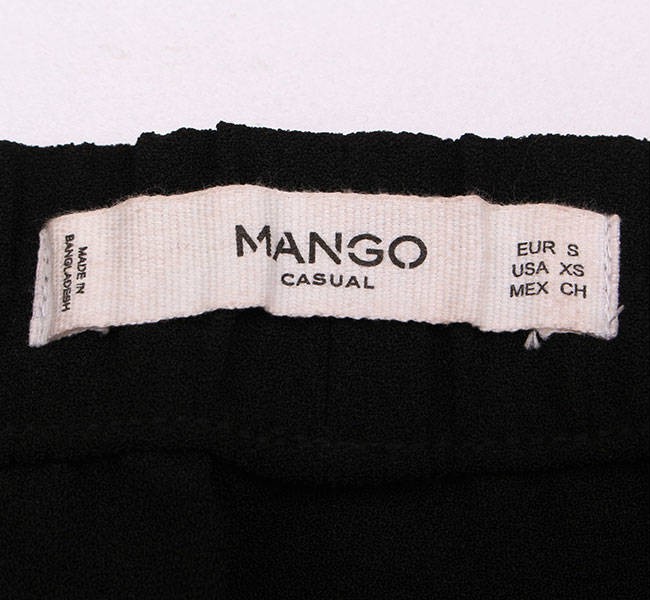 MADE IN
BANGLADESH
MANGO
CASUAL
EUR S
USA XS
MEX CH